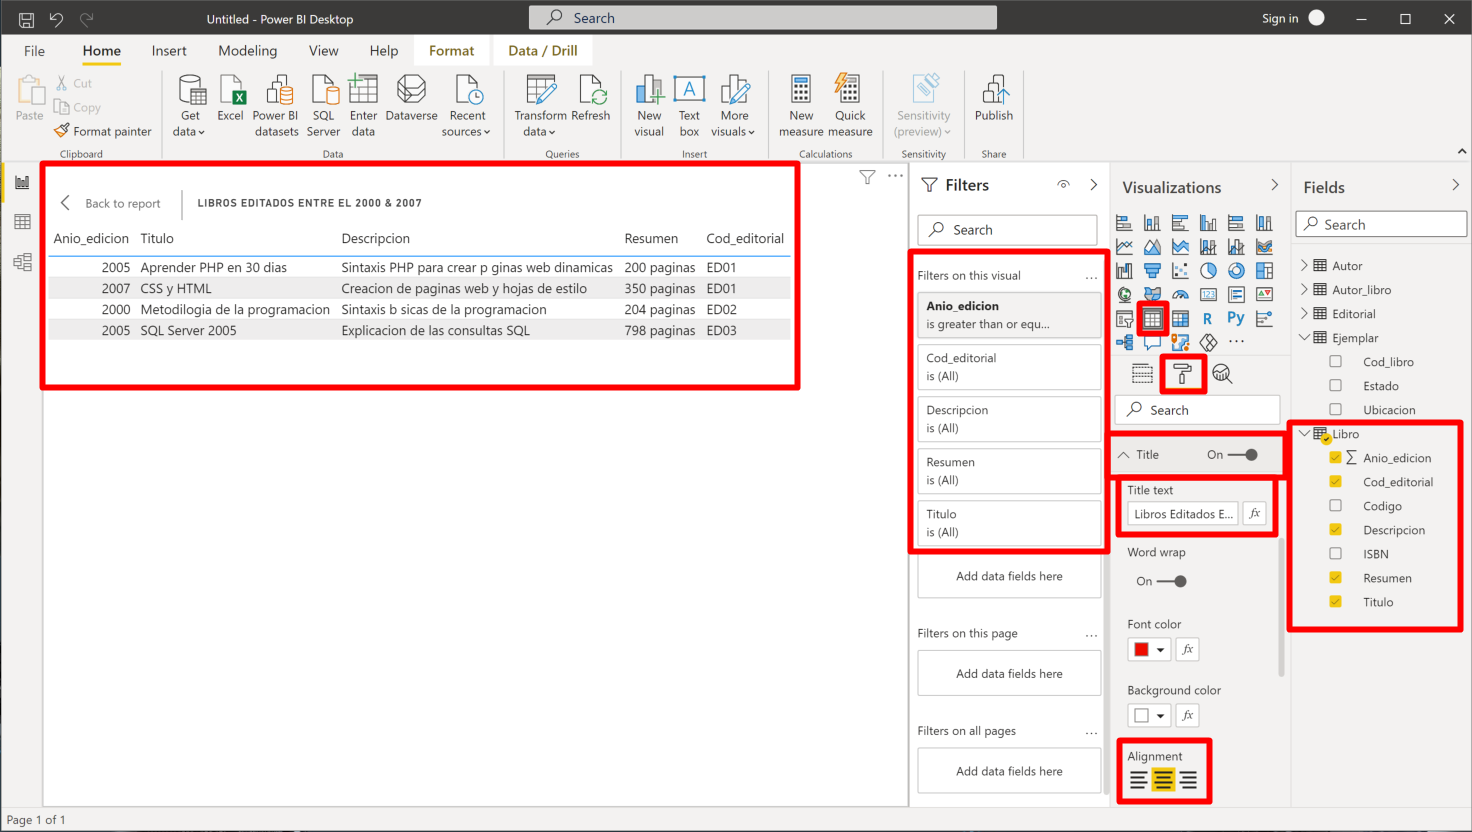 Untitled - Power BI Desktop
Search
Sign in
File Home Insert Modeling View Help Format Data / Drill
Paste
Cut
Copy
Format painter
Clipboard
Get data
Excel
Power BI datasets
SQL Server
Enter data
Dataverse
Recent sources
Data
Transform data
Refresh
Queries
New visual
Text box
More visuals
Insert
New measure
Quick measure
Calculations
Sensitivity (preview)
Sensitivity
Publish
Share
Back to report
LIBROS EDITADOS ENTRE EL 2000 & 2007
Anio_edicion Titulo Descripcion Resumen Cod_editorial
2005 Aprender PHP en 30 dias Sintaxis PHP para crear p ginas web dinamicas 200 paginas ED01
2007 CSS y HTML Creacion de paginas web y hojas de estilo 350 paginas ED01
2000 Metodilogia de la programacion Sintaxis b sicas de la programacion 204 paginas ED02
2005 SQL Server 2005 Explicacion de las consultas SQL 798 paginas ED03
Filters
Search
Filters on this visual ...
Anio_edicion
is greater than or equ...
Cod_editorial
is (All)
Descripcion
is (All)
Resumen
is (All)
Titulo
is (All)
Add data fields here
Filters on this page ...
Add data fields here
Filters on all pages ...
Add data fields here
Visualizations
123
R
Py
...
Search
Title On
Title text
Libros Editados E... fx
Word wrap
On
Font color
fx
Background color
fx
Alignment
Fields
Search
Autor
Autor_libro
Editorial
Ejemplar
Cod_libro
Estado
Ubicacion
Libro
∑ Anio_edicion
Cod_editorial
Codigo
Descripcion
ISBN
Resumen
Titulo
Page 1 of 1